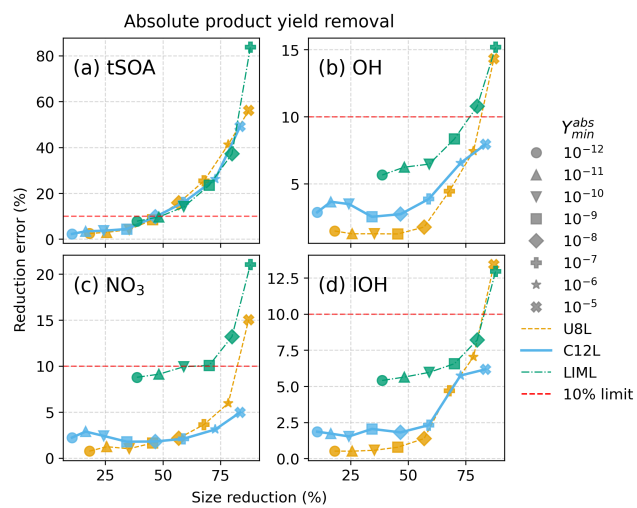 Absolute product yield removal
(a) tSOA
80
60
40
20
0
(b) OH
15
10
5
(c) NO₃
20
15
10
5
0
25
50
75
(d) lOH
12.5
10.0
7.5
5.0
2.5
0.0
25
50
75
Reduction error (%)
Size reduction (%)
Y_min^abs
10⁻¹²
10⁻¹¹
10⁻¹⁰
10⁻⁹
10⁻⁸
10⁻⁷
10⁻⁶
10⁻⁵
U8L
C12L
LIML
10% limit